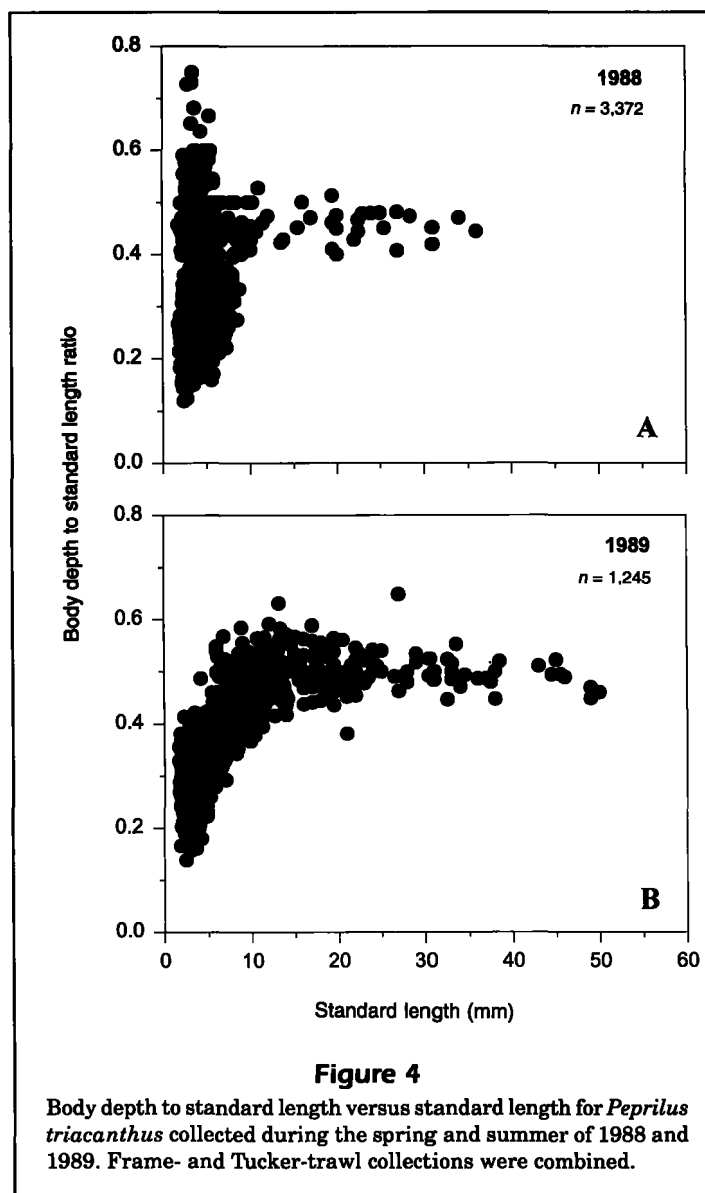 0.8
1988
n = 3,372
0.6
0.4
0.2
A
0.0
Body depth to standard length ratio
0.8
1989
n = 1,245
0.6
0.4
0.2
B
0.0
0 10 20 30 40 50 60
Standard length (mm)
Figure 4
Body depth to standard length versus standard length for Peprilus
triacanthus collected during the spring and summer of 1988 and
1989. Frame- and Tucker-trawl collections were combined.